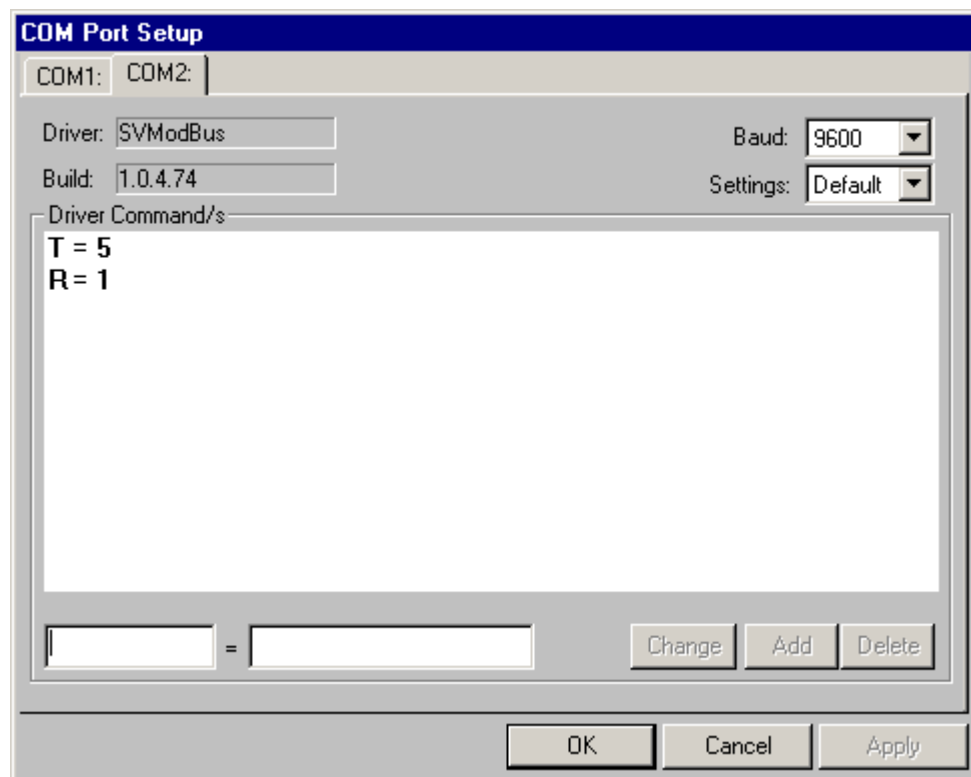 COM Port Setup
COM1: COM2:
Driver: SVModBus Baud: 9600
Build: 1.0.4.74 Settings: Default
Driver Command/s
T = 5
R = 1
= Change Add Delete
OK Cancel Apply